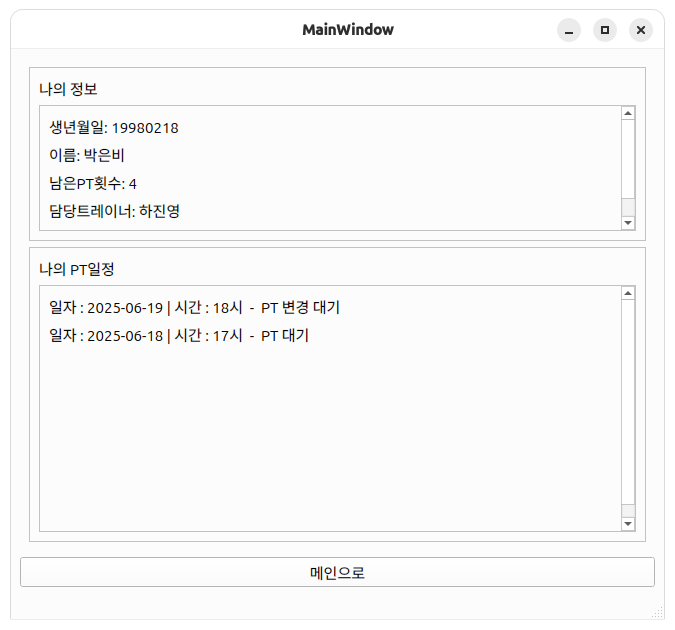 MainWindow
나의 정보
생년월일: 19980218
이름: 박은비
남은PT횟수: 4
담당트레이너: 하진영
나의 PT일정
일자 : 2025-06-19 | 시간 : 18시 - PT 변경 대기
일자 : 2025-06-18 | 시간 : 17시 - PT 대기
메인으로